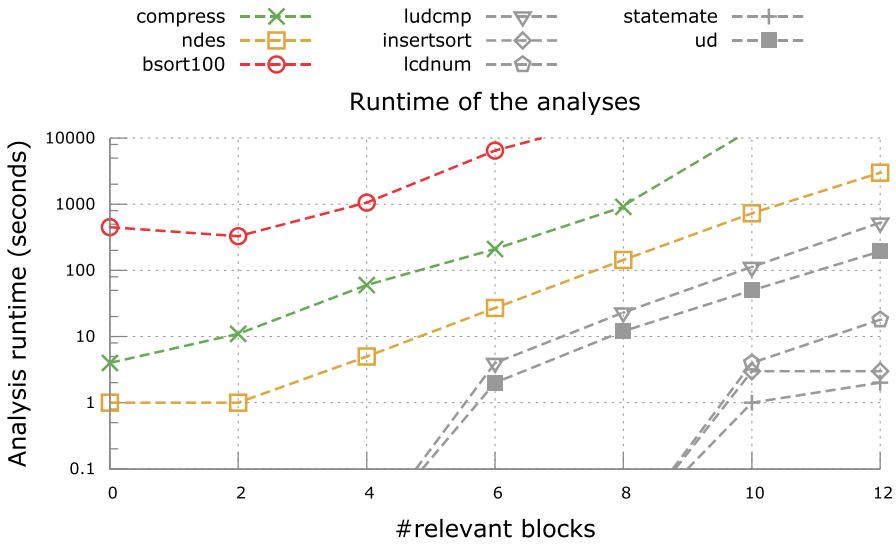 compress ludcmp statemate
ndes insertsort ud
bsort100 lcdnum
Runtime of the analyses
Analysis runtime (seconds)
10000
1000
100
10
1
0.1
0 2 4 6 8 10 12
#relevant blocks